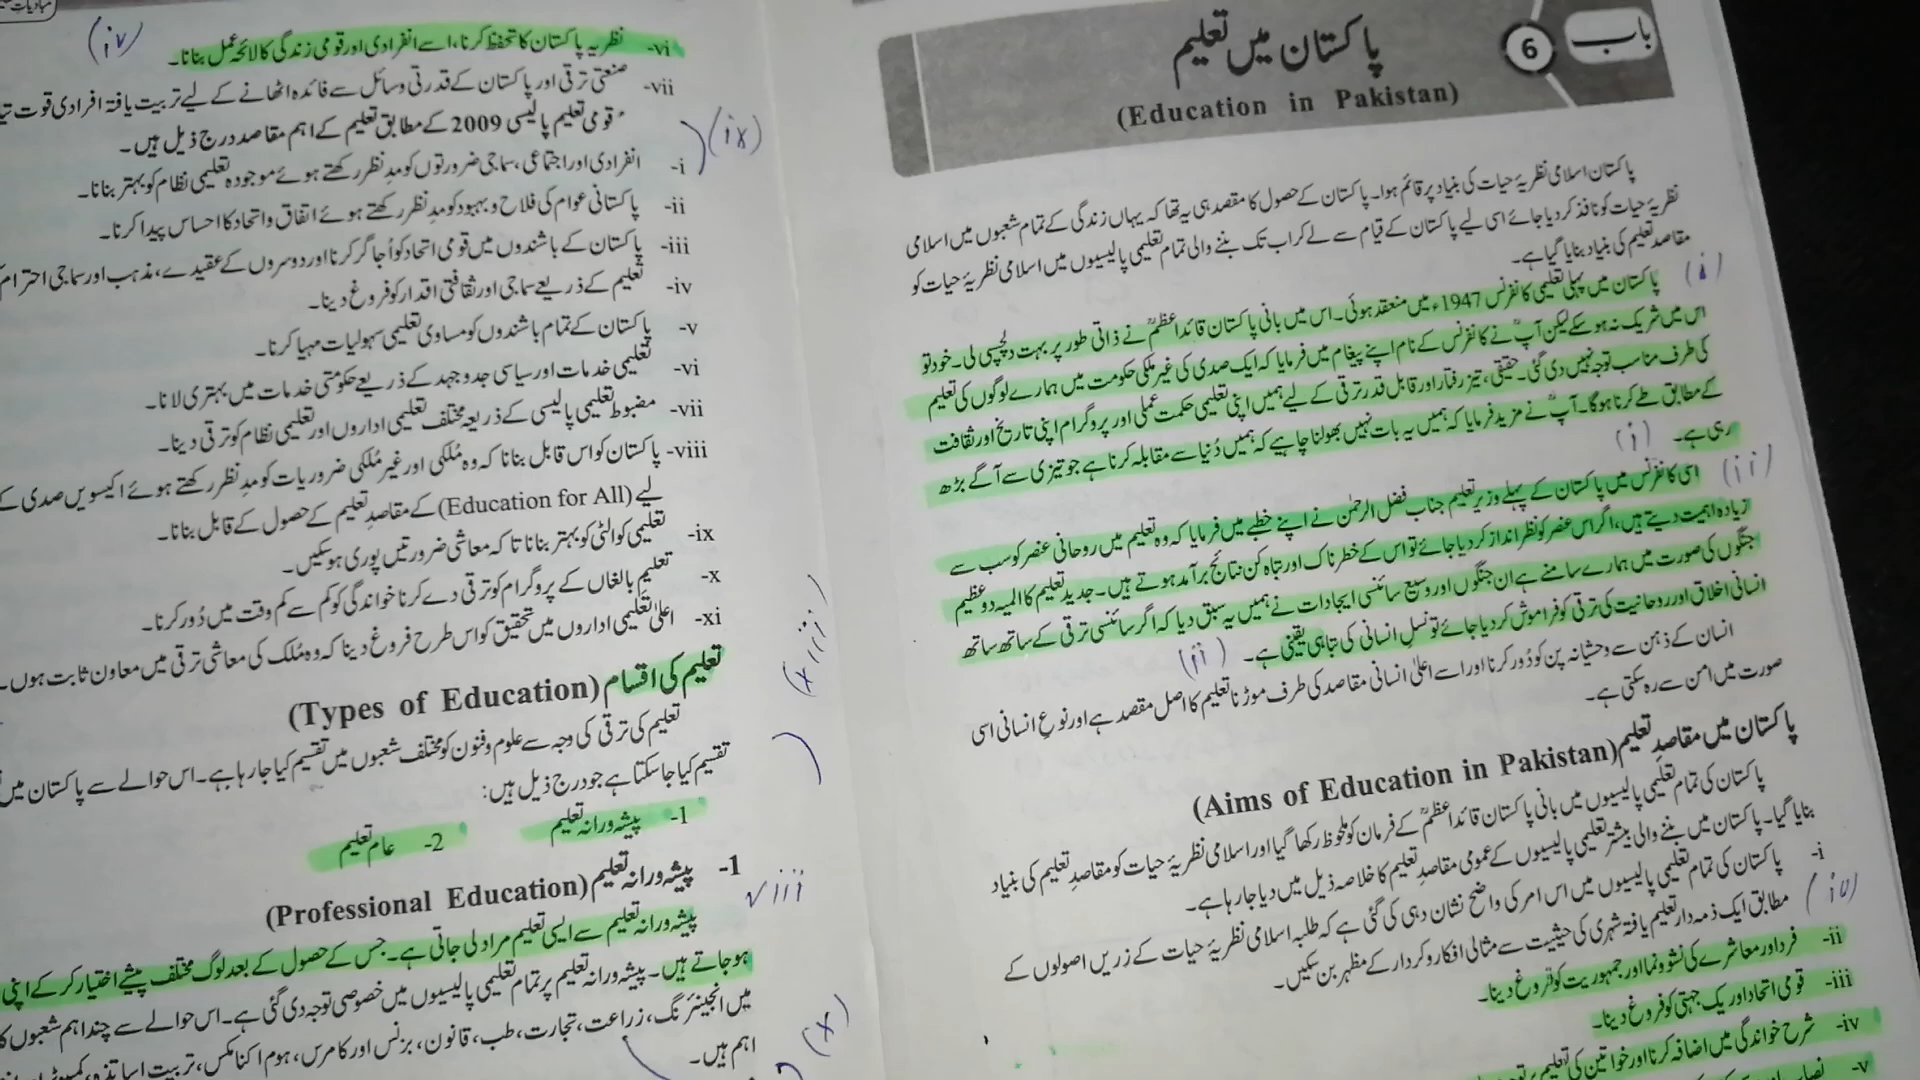 باب 6
پاکستان میں تعلیم
(Education in Pakistan)
پاکستان اسلامی نظریۂ حیات کی بنیاد پر قائم ہوا۔ پاکستان کے حصول کا مقصد ہی یہ تھا کہ یہاں زندگی کے تمام شعبوں میں اسلامی
نظریۂ حیات کو نافذ کر دیا جائے اسی لیے پاکستان کے قیام سے لے کر اب تک بننے والی تمام تعلیمی پالیسیوں میں اسلامی نظریۂ حیات کو
مقاصدِ تعلیم کی بنیاد بنایا گیا ہے۔
(i)
پاکستان میں پہلی تعلیمی کانفرنس 1947ء میں منعقد ہوئی۔ اس میں بانی پاکستان قائداعظمؒ نے ذاتی طور پر بہت دلچسپی لی۔ خود تو
اس میں شریک نہ ہو سکے لیکن آپؒ نے کانفرنس کے نام اپنے پیغام میں فرمایا کہ ایک صدی کی غیر ملکی حکومت میں ہمارے لوگوں کی تعلیم
کی طرف مناسب توجہ نہیں دی گئی۔ حقیقی، تیز رفتار اور قابل قدر ترقی کے لیے ہمیں اپنی تعلیمی حکمت عملی اور پروگرام اپنی تاریخ اور ثقافت
کے مطابق طے کرنا ہوگا۔ آپؒ نے مزید فرمایا کہ ہمیں یہ بات نہیں بھولنا چاہیے کہ ہمیں دُنیا سے مقابلہ کرنا ہے جو تیزی سے آگے بڑھ
رہی ہے۔ (i)
(ii)
اسی کانفرنس میں پاکستان کے پہلے وزیر تعلیم جناب فضل الرحمٰن نے اپنے خطبے میں فرمایا کہ وہ تعلیم میں روحانی عنصر کو سب سے
زیادہ اہمیت دیتے ہیں، اگر اس عنصر کو نظر انداز کر دیا جائے تو اس کے خطرناک اور تباہ کن نتائج برآمد ہوتے ہیں۔ جدید تعلیم کا المیہ دو عظیم
جنگوں کی صورت میں ہمارے سامنے ہے ان جنگوں اور وسیع سائنسی ایجادات نے ہمیں یہ سبق دیا کہ اگر سائنسی ترقی کے ساتھ ساتھ
انسانی اخلاق اور روحانیت کی ترقی کو فراموش کر دیا جائے تو نسلِ انسانی کی تباہی یقینی ہے۔ (ii)
انسان کے ذہن سے وحشیانہ پن کو دُور کرنا اور اسے اعلیٰ انسانی مقاصد کی طرف موڑنا تعلیم کا اصل مقصد ہے اور نوعِ انسانی اسی
صورت میں امن سے رہ سکتی ہے۔
پاکستان میں مقاصدِ تعلیم (Aims of Education in Pakistan)
پاکستان کی تمام تعلیمی پالیسیوں میں بانی پاکستان قائداعظمؒ کے فرمان کو ملحوظ رکھا گیا اور اسلامی نظریۂ حیات کو مقاصدِ تعلیم کی بنیاد
بنایا گیا۔ پاکستان میں بننے والی بیشتر تعلیمی پالیسیوں کے عمومی مقاصدِ تعلیم کا خلاصہ ذیل میں دیا جا رہا ہے۔
i- پاکستان کی تمام تعلیمی پالیسیوں میں اس امر کی واضح نشان دہی کی گئی ہے کہ طلبہ اسلامی نظریۂ حیات کے زریں اصولوں کے
مطابق ایک ذمہ دار تعلیم یافتہ شہری کی حیثیت سے مثالی افکار و کردار کے مظہر بن سکیں۔
(iv)
ii- فرد اور معاشرے کی نشوونما اور جمہوریت کو فروغ دینا۔
iii- قومی اتحاد اور یک جہتی کو فروغ دینا۔
iv- شرح خواندگی میں اضافہ کرنا اور خواتین کی تعلیم پر
v-
vi- نظریہ پاکستان کا تحفظ کرنا، اسے انفرادی اور قومی زندگی کا لائحہ عمل بنانا۔ (iv)
vii- صنعتی ترقی اور پاکستان کے قدرتی وسائل سے فائدہ اٹھانے کے لیے تربیت یافتہ افرادی قوت
قومی تعلیم پالیسی 2009 کے مطابق تعلیم کے اہم مقاصد درج ذیل ہیں۔ (ix)
i- انفرادی اور اجتماعی، سماجی ضرورتوں کو مدِ نظر رکھتے ہوئے موجودہ تعلیمی نظام کو بہتر بنانا۔
ii- پاکستانی عوام کی فلاح و بہبود کو مدِ نظر رکھتے ہوئے اتفاق و اتحاد کا احساس پیدا کرنا۔
iii- پاکستان کے باشندوں میں قومی اتحاد کو اُجاگر کرنا اور دوسروں کے عقیدے، مذہب اور سماجی احترام
iv- تعلیم کے ذریعے سماجی اور ثقافتی اقدار کو فروغ دینا۔
v- پاکستان کے تمام باشندوں کو مساوی تعلیمی سہولیات مہیا کرنا۔
vi- تعلیمی خدمات اور سیاسی جدوجہد کے ذریعے حکومتی خدمات میں بہتری لانا۔
vii- مضبوط تعلیمی پالیسی کے ذریعہ مختلف تعلیمی اداروں اور تعلیمی نظام کو ترقی دینا۔
viii- پاکستان کو اس قابل بنانا کہ وہ مُلکی اور غیر مُلکی ضروریات کو مدِ نظر رکھتے ہوئے اکیسویں صدی کے
لیے (Education for All) کے مقاصدِ تعلیم کے حصول کے قابل بنانا۔
ix- تعلیمی کوالٹی کو بہتر بنانا تا کہ معاشی ضرورتیں پوری ہو سکیں۔
x- تعلیمِ بالغاں کے پروگرام کو ترقی دے کر ناخواندگی کو کم سے کم وقت میں دُور کرنا۔
xi- اعلیٰ تعلیمی اداروں میں تحقیق کو اس طرح فروغ دینا کہ وہ مُلک کی معاشی ترقی میں معاون ثابت ہوں۔
(xiii)
تعلیم کی اقسام (Types of Education)
تعلیم کی ترقی کی وجہ سے علوم و فنون کو مختلف شعبوں میں تقسیم کیا جا رہا ہے۔ اس حوالے سے پاکستان میں
تقسیم کیا جا سکتا ہے جو درج ذیل ہیں:
1- پیشہ ورانہ تعلیم 2- عام تعلیم
1- پیشہ ورانہ تعلیم (Professional Education)
viii
پیشہ ورانہ تعلیم سے ایسی تعلیم مراد لی جاتی ہے۔ جس کے حصول کے بعد لوگ مختلف پیشے اختیار کر کے اپنی
ہو جاتے ہیں۔ پیشہ ورانہ تعلیم پر تمام تعلیمی پالیسیوں میں خصوصی توجہ دی گئی ہے۔ اس حوالے سے چند اہم شعبوں
میں انجینئرنگ، زراعت، تجارت، طب، قانون، بزنس اور کامرس، ہوم اکنامکس، تربیت اساتذہ،
اہم ہیں۔
(x)